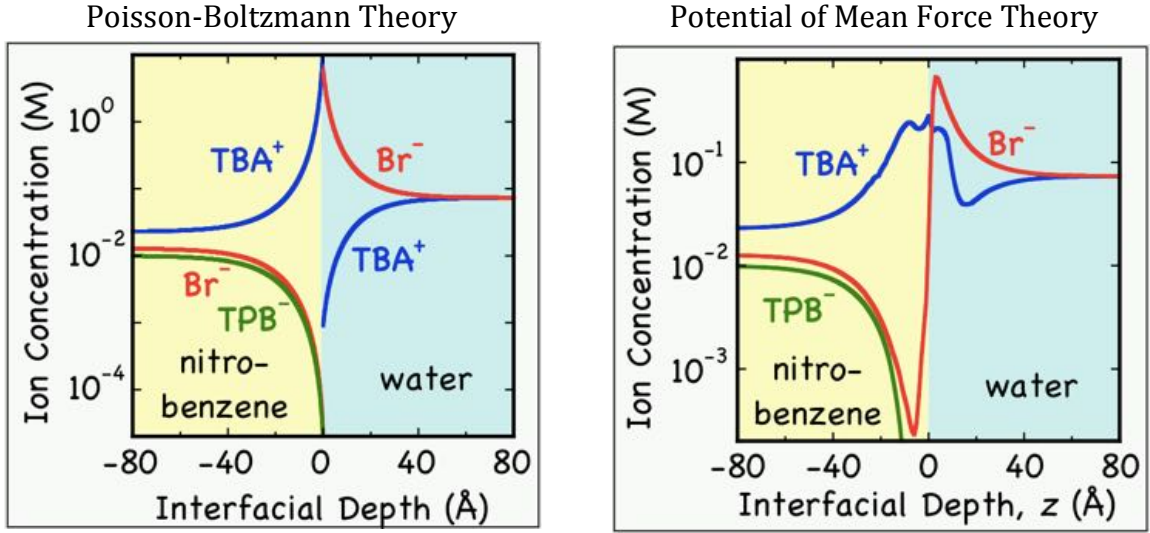 Poisson-Boltzmann Theory
Ion Concentration (M)
10⁰
10⁻²
10⁻⁴
TBA⁺
Br⁻
TBA⁺
Br⁻
TPB⁻
nitro-
benzene
water
−80 −40 0 40 80
Interfacial Depth (Å)
Potential of Mean Force Theory
Ion Concentration (M)
10⁻¹
10⁻²
10⁻³
TBA⁺
Br⁻
TPB⁻
nitro-
benzene
water
−80 −40 0 40 80
Interfacial Depth, z (Å)